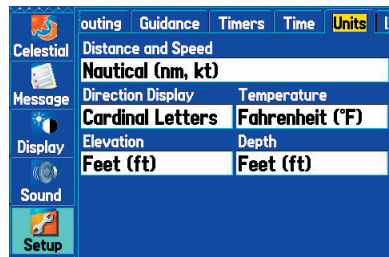 outing Guidance Timers Time Units
Celestial
Distance and Speed
Nautical (nm, kt)
Message
Direction Display Temperature
Cardinal Letters Fahrenheit (°F)
Display
Elevation Depth
Feet (ft) Feet (ft)
Sound
Setup